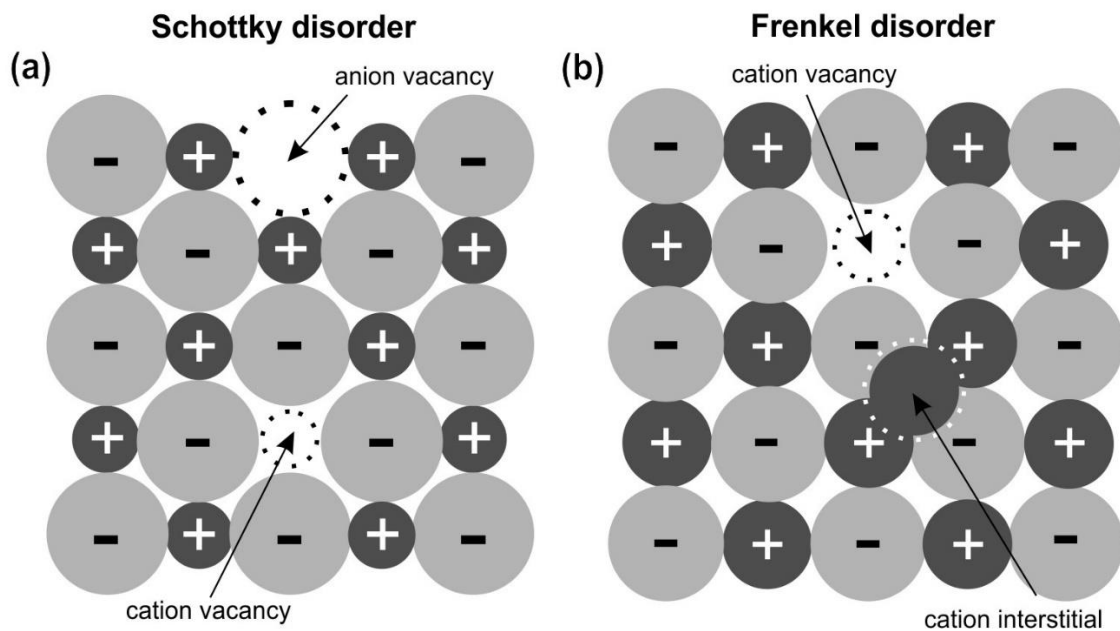 Schottky disorder
(a)
anion vacancy
- + + -
+ - + - +
- + - + -
+ - - +
- + - + -
cation vacancy
Frenkel disorder
(b)
cation vacancy
- + - + -
+ - - +
- + - + -
+ - + - +
- + - + -
cation interstitial